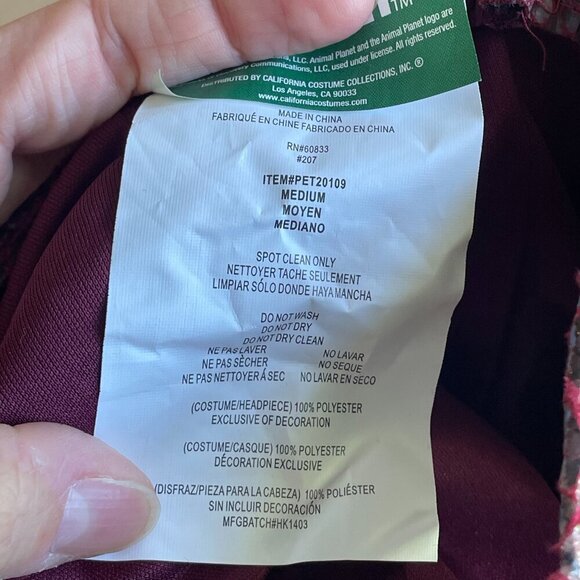 ™
, LLC. Animal Planet and the Animal Planet logo are
Communications, LLC, used under license. All rights reserved.
DISTRIBUTED BY CALIFORNIA COSTUME COLLECTIONS, INC.®
Los Angeles, CA 90033
www.californiacostumes.com
MADE IN CHINA
FABRIQUÉ EN CHINE FABRICADO EN CHINA
RN#60833
#207
ITEM#PET20109
MEDIUM
MOYEN
MEDIANO
SPOT CLEAN ONLY
NETTOYER TACHE SEULEMENT
LIMPIAR SÓLO DONDE HAYA MANCHA
DO NOT WASH
DO NOT DRY
DO NOT DRY CLEAN
NE PAS LAVER NO LAVAR
NE PAS SÈCHER NO SEQUE
NE PAS NETTOYER Á SEC NO LAVAR EN SECO
(COSTUME/HEADPIECE) 100% POLYESTER
EXCLUSIVE OF DECORATION
(COSTUME/CASQUE) 100% POLYESTER
DÉCORATION EXCLUSIVE
(DISFRAZ/PIEZA PARA LA CABEZA) 100% POLIÉSTER
SIN INCLUIR DECORACIÓN
MFGBATCH#HK1403